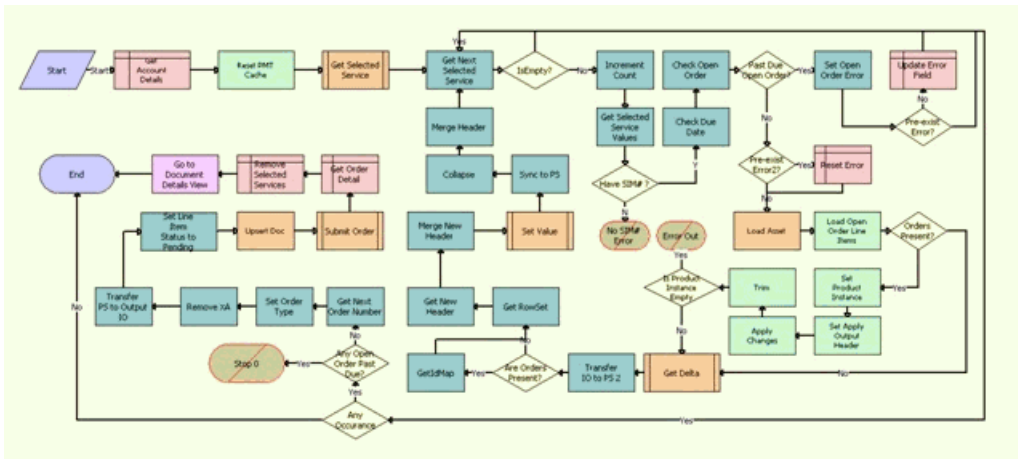 Start
Start
Get
Account
Details
Reset PMT
Cache
Get Selected
Service
Get Next
Selected
Service
Yes
IsEmpty?
No
Increment
Count
Check Open
Order
Past Due
Open Order?
Yes
Set Open
Order Error
Update Error
Field
No
Pre-exist
Error?
Merge Header
Get Selected
Service
Values
Check Due
Date
No
End
Go to
Document
Details View
Remove
Selected
Services
Get Order
Detail
Collapse
Sync to PS
Have SIM# ?
Y
Pre-exist
Error2?
Yes
Reset Error
No
N
Set Line
Item
Status to
Pending
Upsert Doc
Submit Order
Merge New
Header
Set Value
No SIM#
Error
Error Out
Yes
Load Asset
Load Open
Order Line
Items
Orders
Present?
Yes
Transfer
PS to Output
IO
Remove XA
Set Order
Type
Get Next
Order Number
Get New
Header
Get RowSet
Is Product
Instance
Empty
Trim
Set
Product
Instance
No
No
No
No
Apply
Changes
Set Apply
Output
Header
Stop 0
Yes
Any Open
Order Past
Due?
GetIdMap
Yes
Are Orders
Present?
Transfer
IO to PS 2
Get Delta
No
Yes
Any
Occurance
Yes